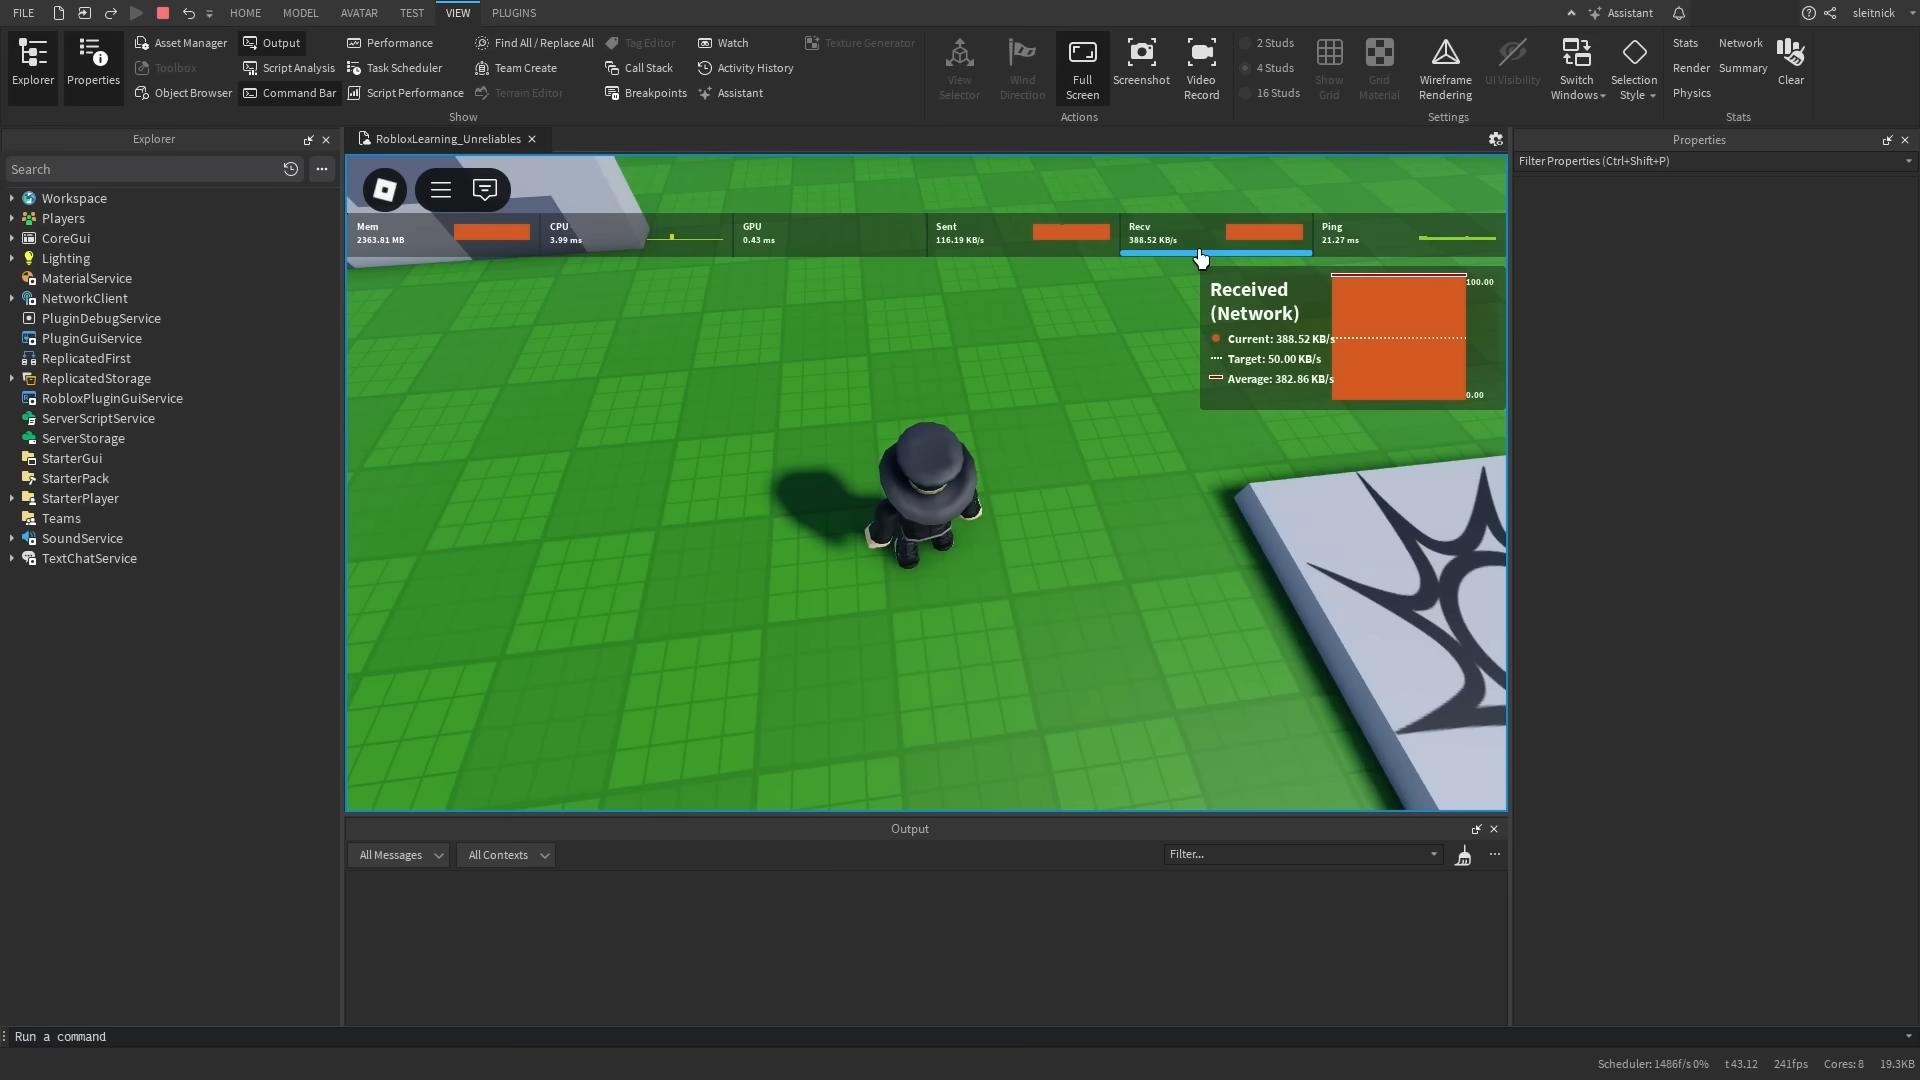 FILE
HOME
MODEL
AVATAR
TEST
VIEW
PLUGINS
Assistant
sleitnick
Explorer
Properties
Asset Manager
Toolbox
Object Browser
Output
Script Analysis
Command Bar
Performance
Task Scheduler
Script Performance
Find All / Replace All
Team Create
Terrain Editor
Tag Editor
Call Stack
Breakpoints
Watch
Activity History
Assistant
Texture Generator
Show
View
Selector
Wind
Direction
Full
Screen
Screenshot
Video
Record
Actions
2 Studs
4 Studs
16 Studs
Show
Grid
Grid
Material
Wireframe
Rendering
UI Visibility
Switch
Windows
Selection
Style
Settings
Stats
Network
Render
Summary
Physics
Clear
Stats
Explorer
RobloxLearning_Unreliables
Properties
Search
Filter Properties (Ctrl+Shift+P)
Workspace
Players
CoreGui
Lighting
MaterialService
NetworkClient
PluginDebugService
PluginGuiService
ReplicatedFirst
ReplicatedStorage
RobloxPluginGuiService
ServerScriptService
ServerStorage
StarterGui
StarterPack
StarterPlayer
Teams
SoundService
TextChatService
Mem
2363.81 MB
CPU
3.99 ms
GPU
0.43 ms
Sent
116.19 KB/s
Recv
388.52 KB/s
Ping
21.27 ms
Received
(Network)
Current: 388.52 KB/s
Target: 50.00 KB/s
Average: 382.86 KB/s
100.00
0.00
Output
All Messages
All Contexts
Filter...
Run a command
Scheduler: 1486f/s 0%
t 43.12
241fps
Cores: 8
19.3KB